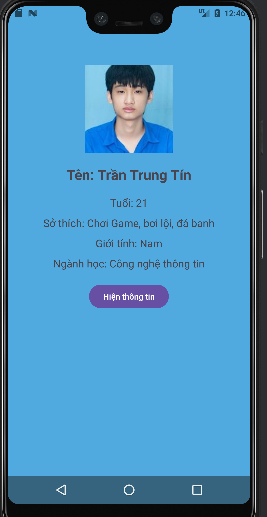 12:46
Tên: Trần Trung Tín
Tuổi: 21
Sở thích: Chơi Game, bơi lội, đá banh
Giới tính: Nam
Ngành học: Công nghệ thông tin
Hiện thông tin